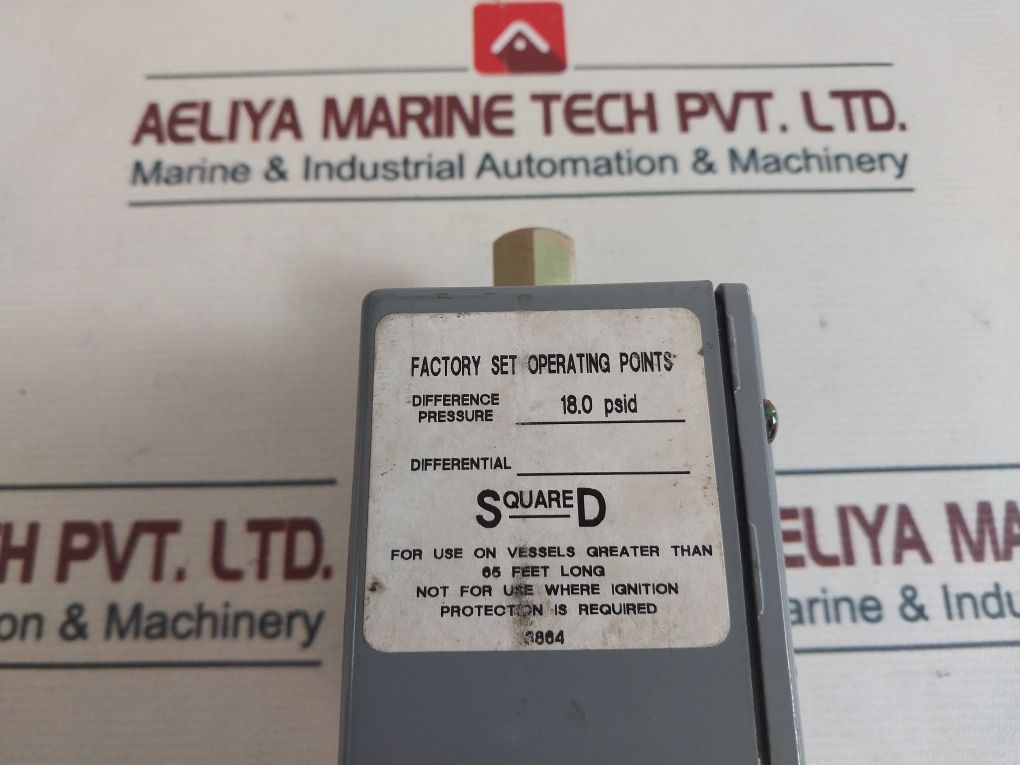 AELIYA MARINE TECH PVT. LTD.
Marine & Industrial Automation & Machinery
FACTORY SET OPERATING POINTS
DIFFERENCE PRESSURE 18.0 psid
DIFFERENTIAL
SQUARE D
FOR USE ON VESSELS GREATER THAN
65 FEET LONG
NOT FOR USE WHERE IGNITION
PROTECTION IS REQUIRED
3864
H PVT. LTD.
on & Machinery
ELIYA MA
arine & Indu